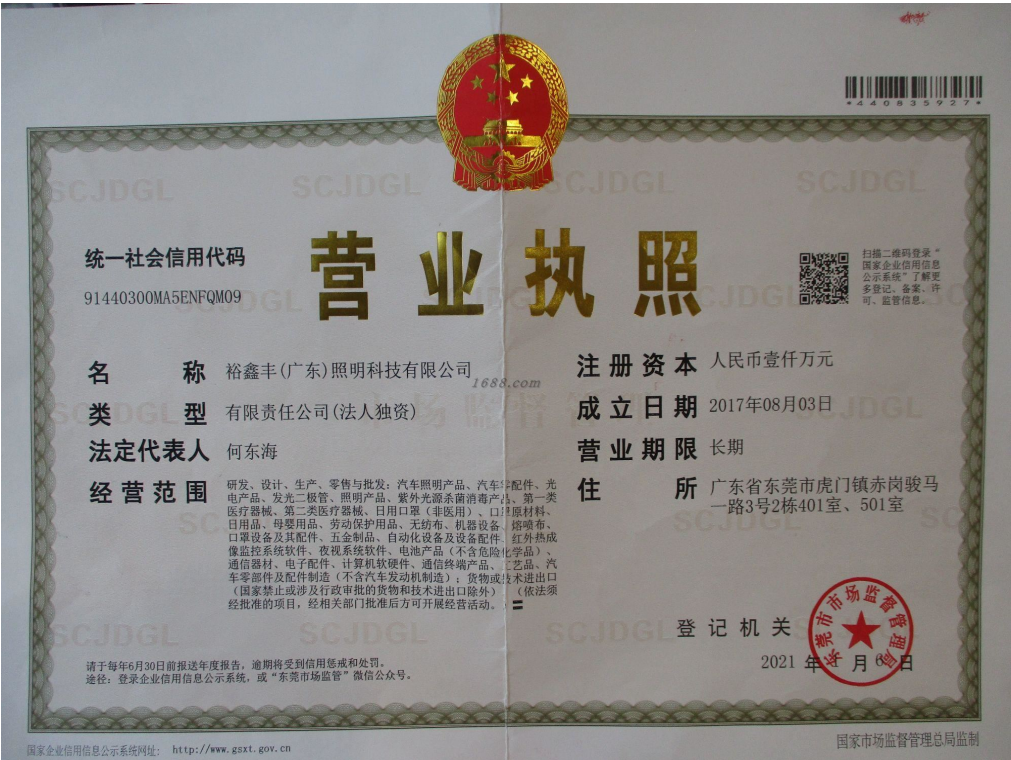 *440835927*
SCJDGL SCJDGL SCJDGL SCJDGL
营业执照
统一社会信用代码
91440300MA5ENFQM09
扫描二维码登录“
国家企业信用信息
公示系统”了解更
多登记、备案、许
可、监管信息。
名称 裕鑫丰(广东)照明科技有限公司
类型 有限责任公司(法人独资)
法定代表人 何东海
经营范围 研发、设计、生产、零售与批发：汽车照明产品、汽车零配件、光
电产品、发光二极管、照明产品、紫外光源杀菌消毒产品、第一类
医疗器械、第二类医疗器械、日用口罩（非医用）、口罩原材料、
日用品、母婴用品、劳动保护用品、无纺布、机器设备、熔喷布、
口罩设备及其配件、五金制品、自动化设备及设备配件、红外热成
像监控系统软件、夜视系统软件、电池产品（不含危险化学品）、
通信器材、电子配件、计算机软硬件、通信终端产品、工艺品、汽
车零部件及配件制造（不含汽车发动机制造）；货物或技术进出口
（国家禁止或涉及行政审批的货物和技术进出口除外）。（依法须
经批准的项目，经相关部门批准后方可开展经营活动。）
注册资本 人民币壹仟万元
成立日期 2017年08月03日
营业期限 长期
住所 广东省东莞市虎门镇赤岗骏马
一路3号2栋401室、501室
1688.com
市场监督管理
登记机关
东莞市市场监督管理局
2021 年 月 6 日
请于每年6月30日前报送年度报告，逾期将受到信用惩戒和处罚。
途径：登录企业信用信息公示系统，或“东莞市场监管”微信公众号。
国家企业信用信息公示系统网址： http://www.gsxt.gov.cn
国家市场监督管理总局监制